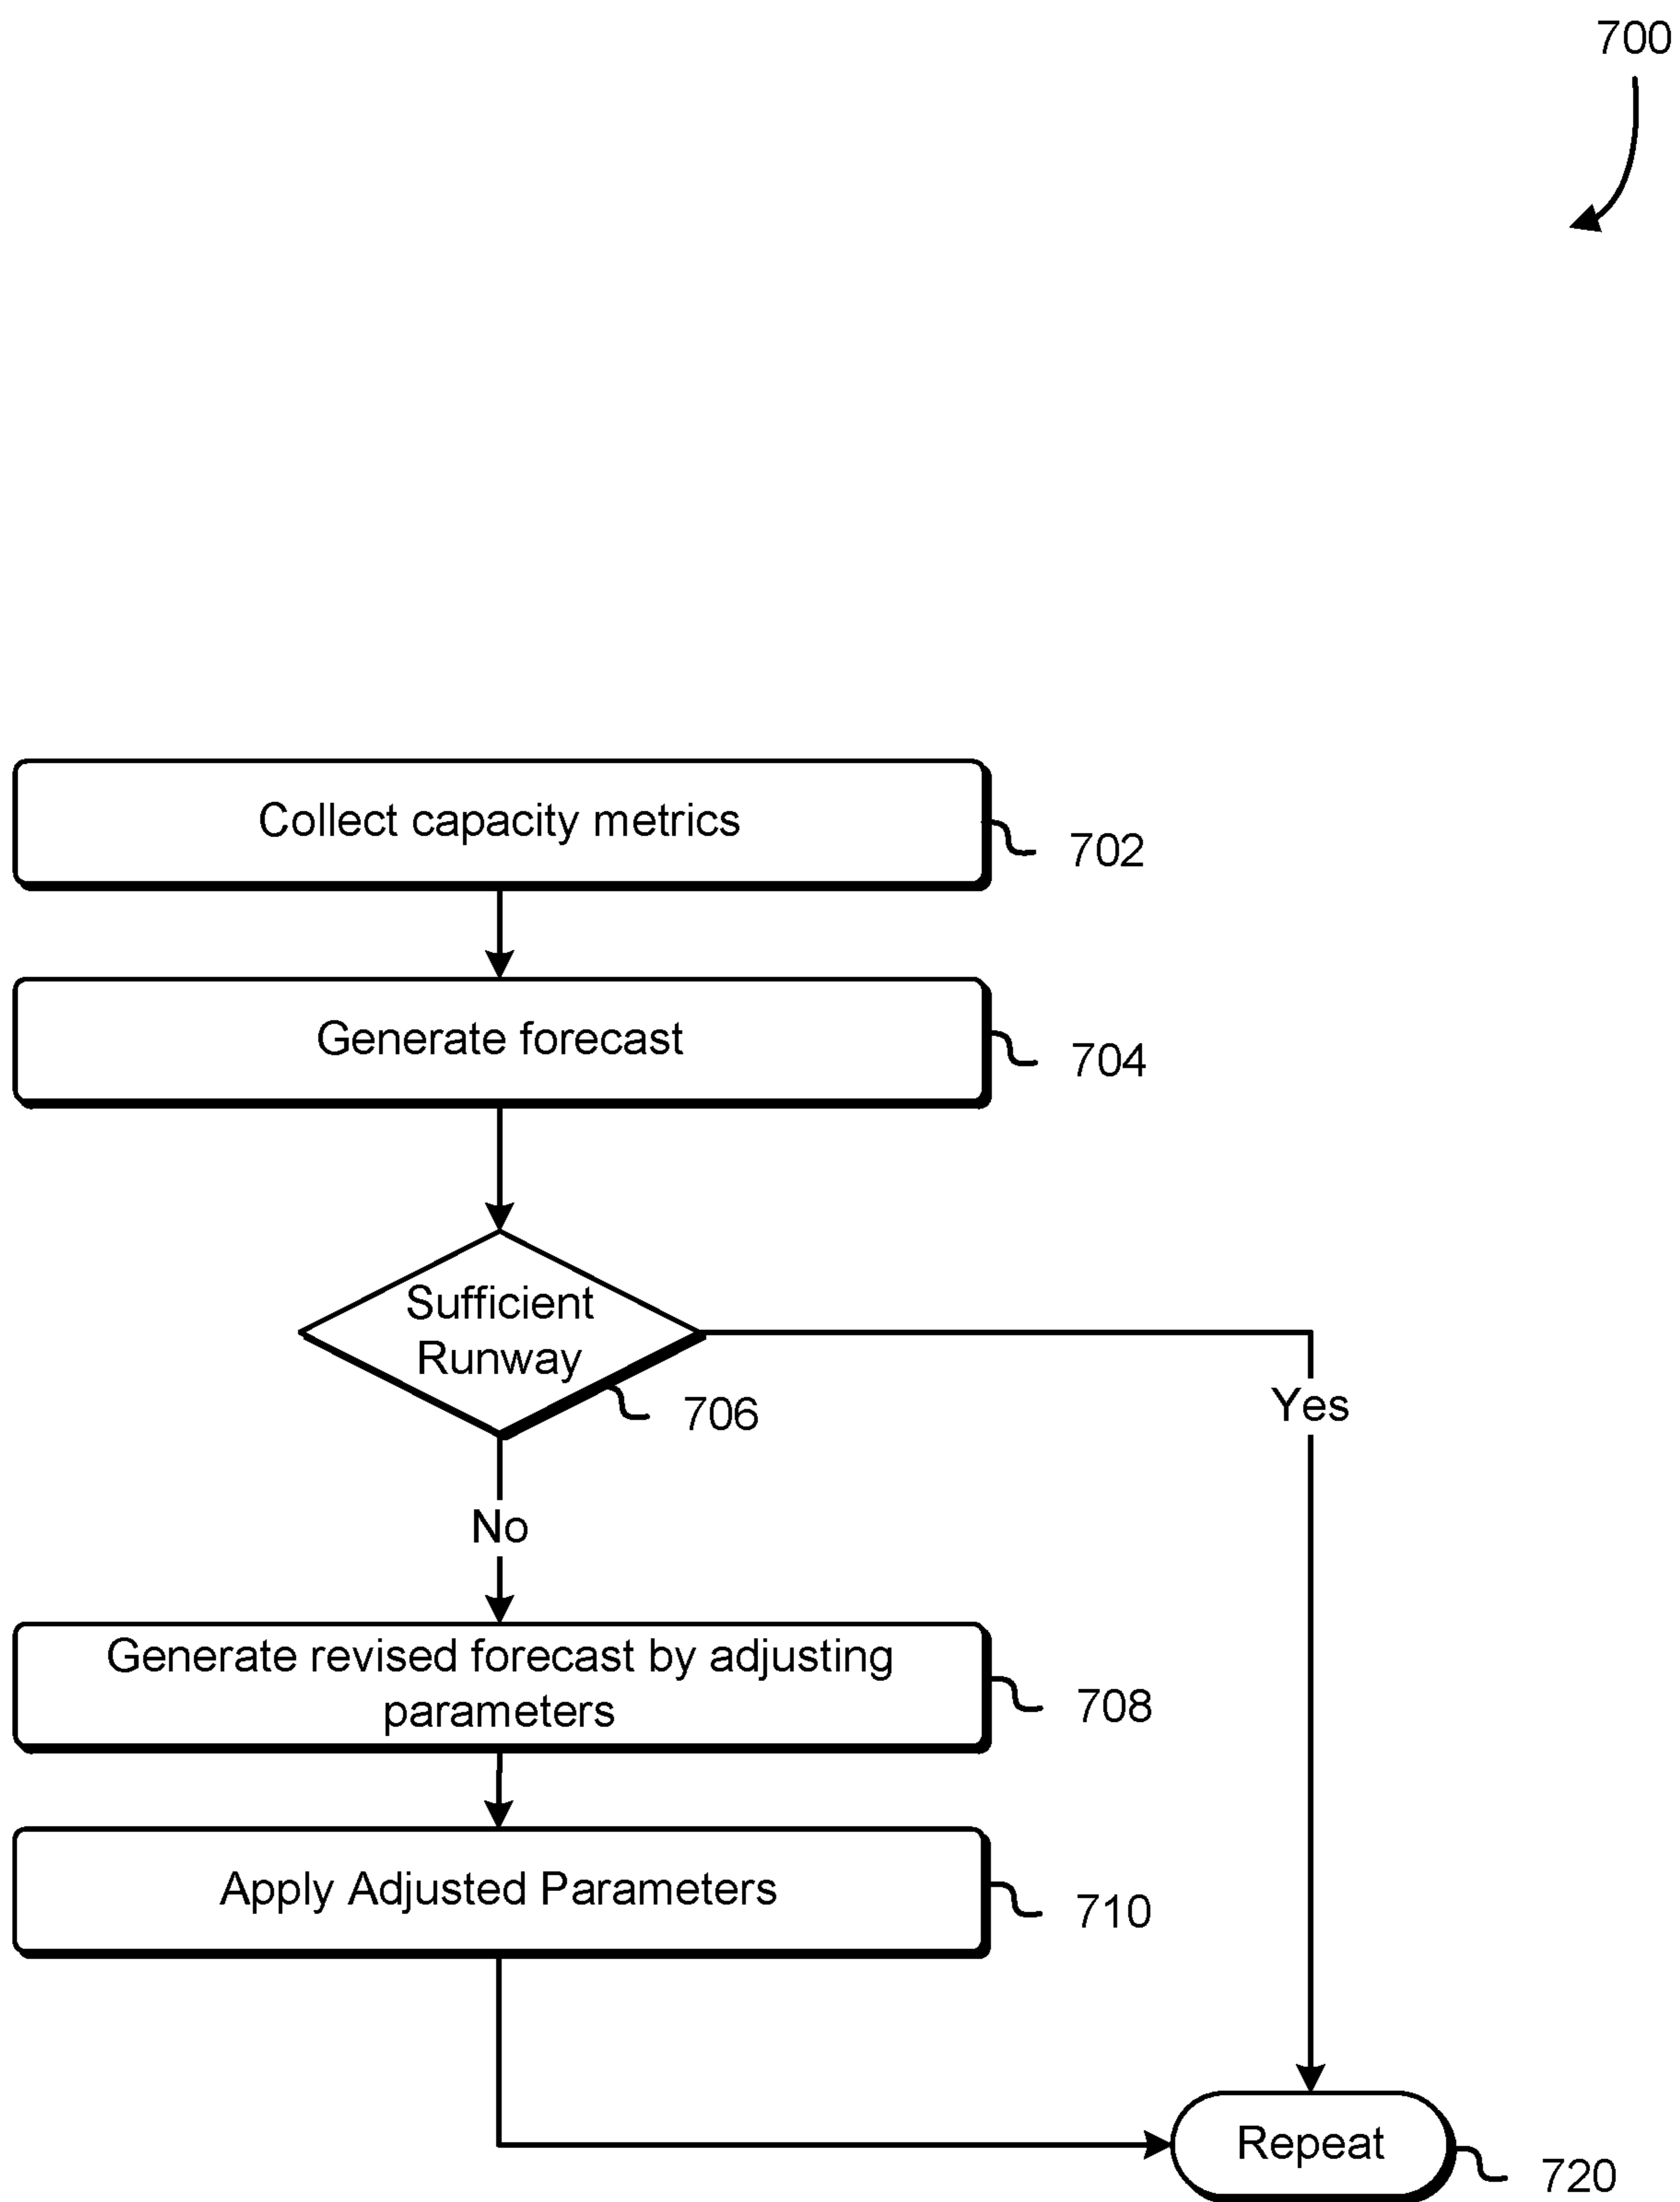 700
Collect capacity metrics
702
Generate forecast
704
Sufficient
Runway
706
Yes
No
Generate revised forecast by adjusting
parameters
708
Apply Adjusted Parameters
710
Repeat
720